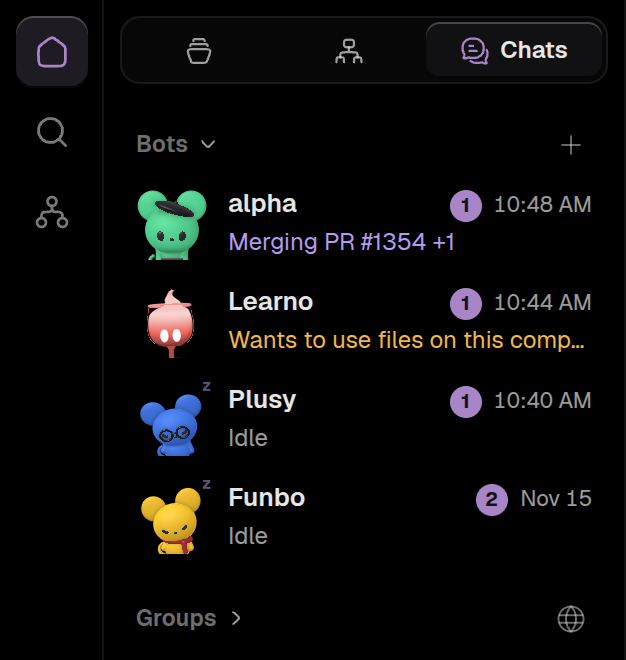 Chats
Bots
alpha 1 10:48 AM
Merging PR #1354 +1
Learno 1 10:44 AM
Wants to use files on this comp…
z
Plusy 1 10:40 AM
Idle
z
Funbo 2 Nov 15
Idle
Groups